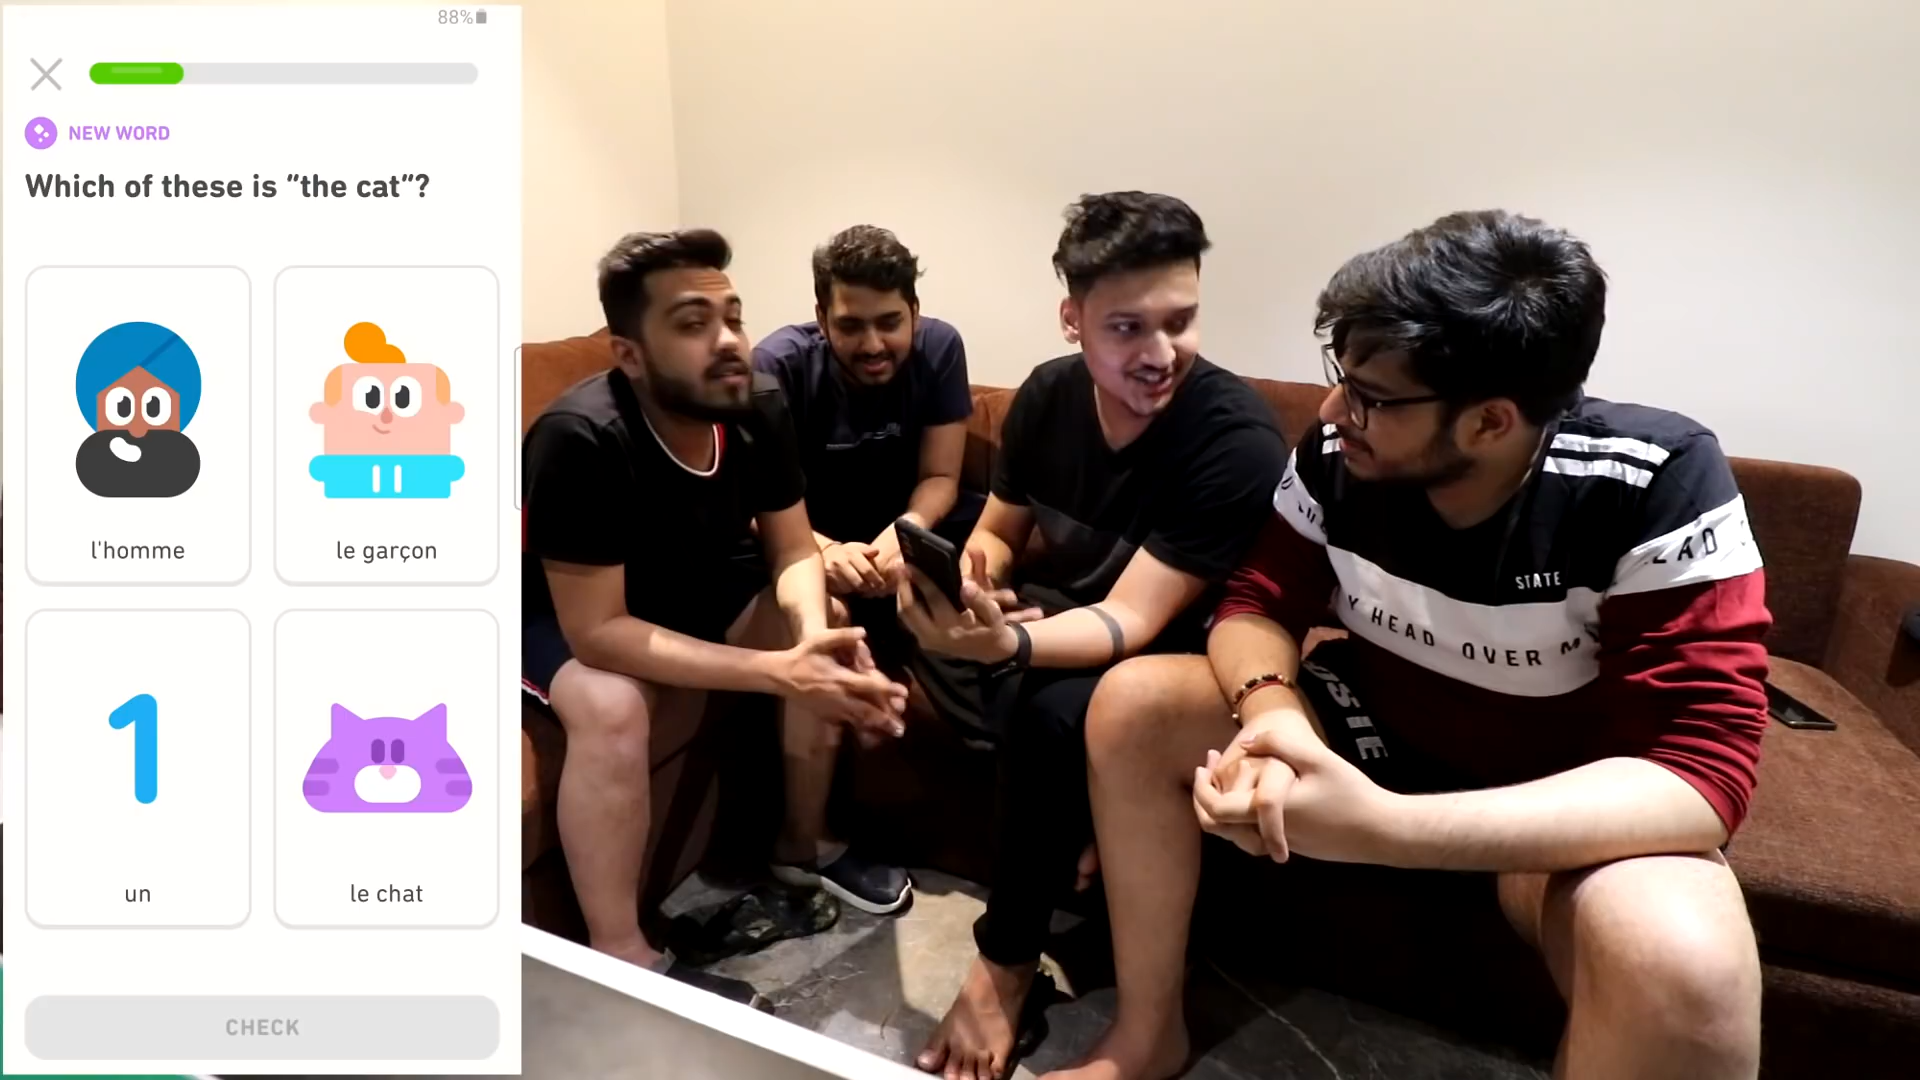 88%
NEW WORD
Which of these is “the cat”?
l'homme
le garçon
un
le chat
CHECK
STATE
Y HEAD OVER
EAD